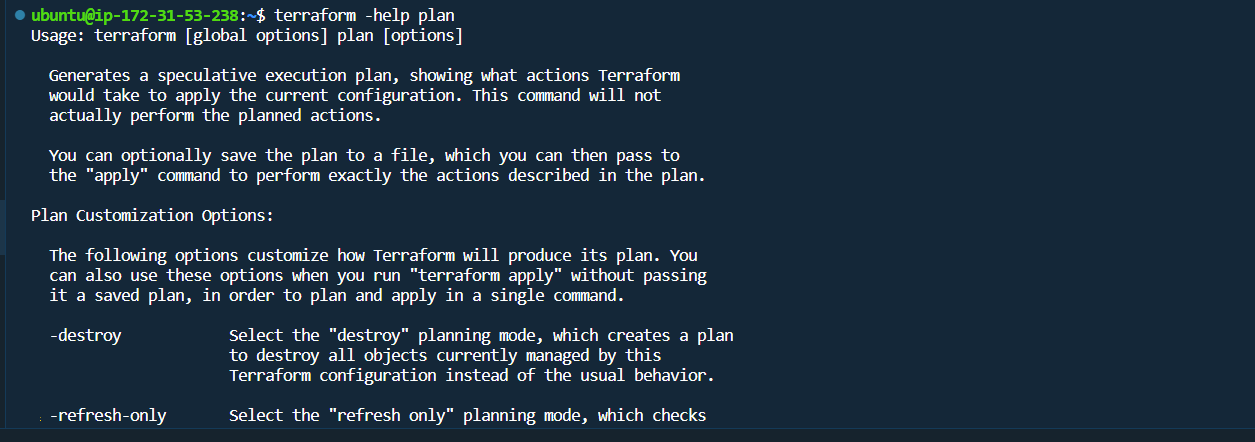 ubuntu@ip-172-31-53-238:~$ terraform -help plan
Usage: terraform [global options] plan [options]
Generates a speculative execution plan, showing what actions Terraform
would take to apply the current configuration. This command will not
actually perform the planned actions.
You can optionally save the plan to a file, which you can then pass to
the "apply" command to perform exactly the actions described in the plan.
Plan Customization Options:
The following options customize how Terraform will produce its plan. You
can also use these options when you run "terraform apply" without passing
it a saved plan, in order to plan and apply in a single command.
-destroy Select the "destroy" planning mode, which creates a plan
to destroy all objects currently managed by this
Terraform configuration instead of the usual behavior.
-refresh-only Select the "refresh only" planning mode, which checks